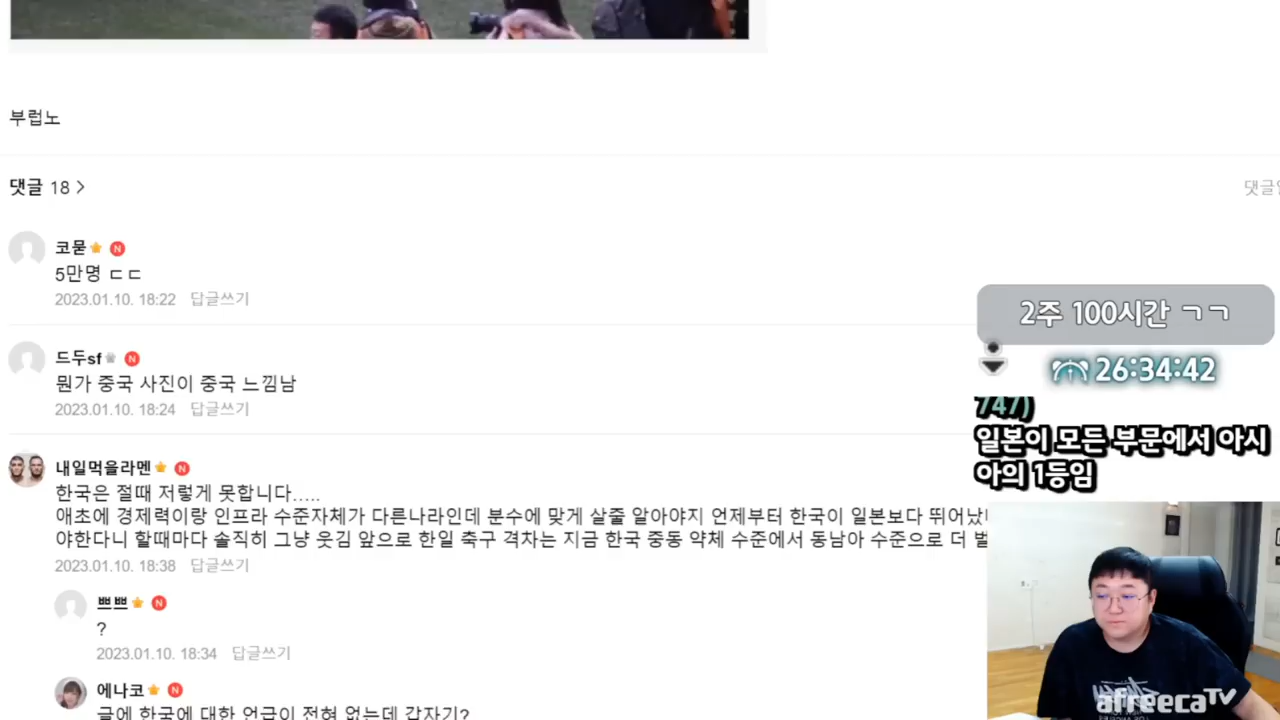 부럽노
댓글 18 >
댓글
코묻 N
5만명 ㄷㄷ
2023.01.10. 18:22 답글쓰기
2주 100시간 ㄱㄱ
드두sf N
26:34:42
뭔가 중국 사진이 중국 느낌남
2023.01.10. 18:24 답글쓰기
747)
일본이 모든 부문에서 아시
아의 1등임
내일먹을라멘 N
한국은 절때 저렇게 못합니다.....
애초에 경제력이랑 인프라 수준자체가 다른나라인데 분수에 맞게 살줄 알아야지 언제부터 한국이 일본보다 뛰어났
야한다니 할때마다 솔직히 그냥 웃김 앞으로 한일 축구 격차는 지금 한국 중동 약체 수준에서 동남아 수준으로 더 벌
2023.01.10. 18:38 답글쓰기
쁘쁘 N
?
2023.01.10. 18:34 답글쓰기
에나코 N
글에 한국에 대한 언급이 전혀 없는데 갑자기?
afreecaTV